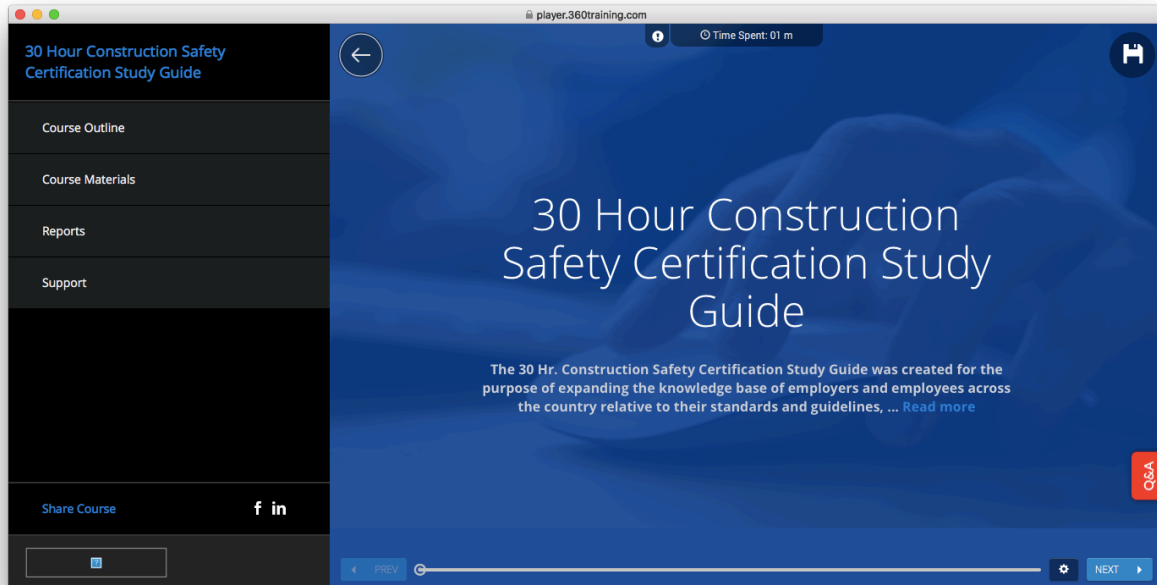 player.360training.com
30 Hour Construction Safety
Certification Study Guide
Course Outline
Course Materials
Reports
Support
Share Course
f in
Time Spent: 01 m
30 Hour Construction
Safety Certification Study
Guide
The 30 Hr. Construction Safety Certification Study Guide was created for the
purpose of expanding the knowledge base of employers and employees across
the country relative to their standards and guidelines, ... Read more
Q&A
PREV
NEXT